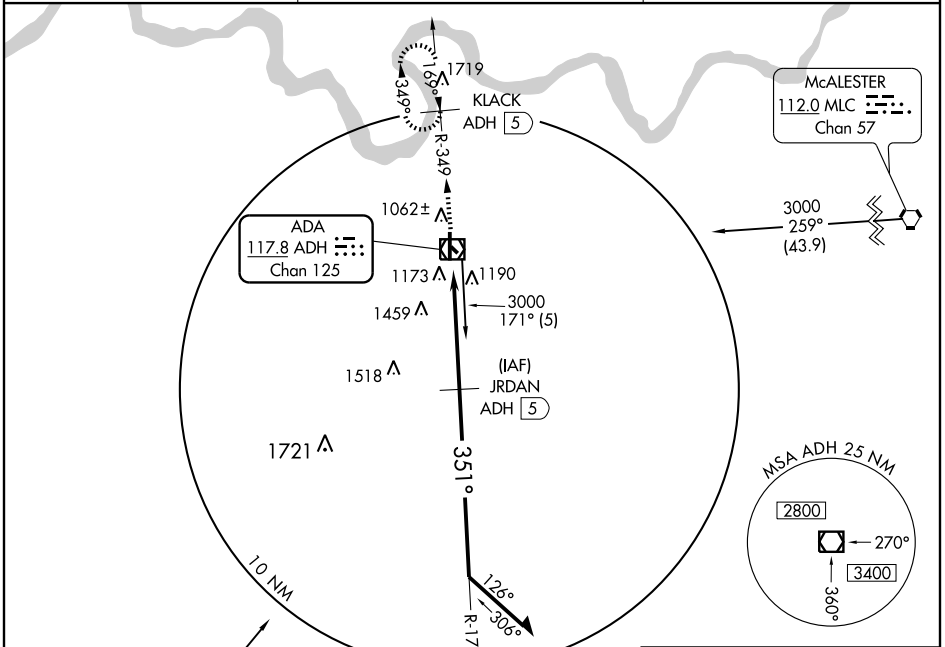 1719
169°
349°
KLACK
ADH 5
R-349
McALESTER
112.0 MLC
Chan 57
1062±
ADA
117.8 ADH
Chan 125
3000
259°
(43.9)
1173
1190
3000
171° (5)
1459
1518
(IAF)
JRDAN
ADH 5
1721
351°
MSA ADH 25 NM
2800
270°
3400
360°
10 NM
126°
306°
R-17